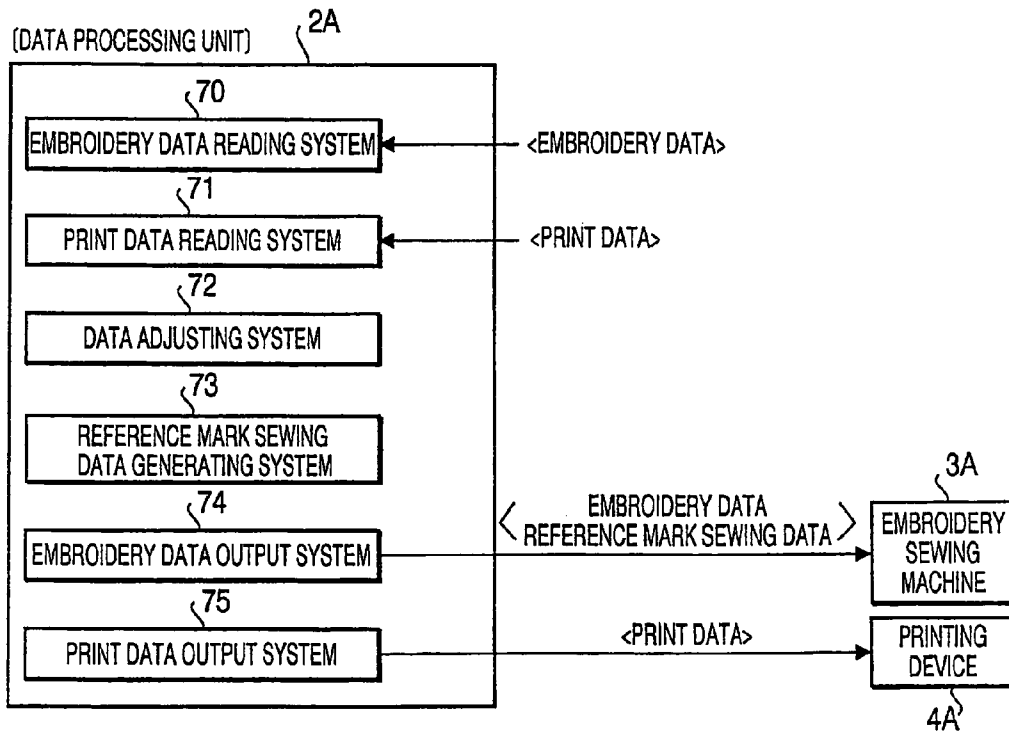 2A
[DATA PROCESSING UNIT]
70
EMBROIDERY DATA READING SYSTEM
<EMBROIDERY DATA>
71
PRINT DATA READING SYSTEM
<PRINT DATA>
72
DATA ADJUSTING SYSTEM
73
REFERENCE MARK SEWING
DATA GENERATING SYSTEM
74
EMBROIDERY DATA OUTPUT SYSTEM
<EMBROIDERY DATA
REFERENCE MARK SEWING DATA>
3A
EMBROIDERY
SEWING
MACHINE
75
PRINT DATA OUTPUT SYSTEM
<PRINT DATA>
PRINTING
DEVICE
4A